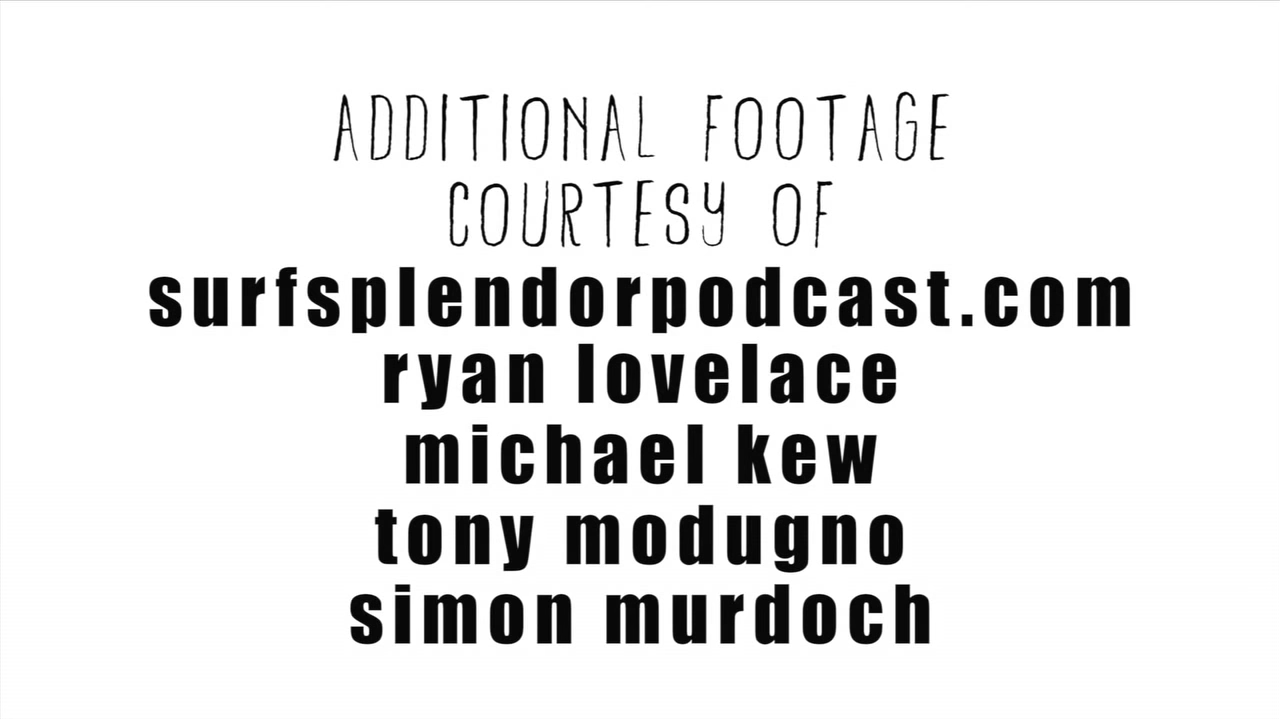 ADDITIONAL FOOTAGE
COURTESY OF
surfsplendorpodcast.com
ryan lovelace
michael kew
tony modugno
simon murdoch